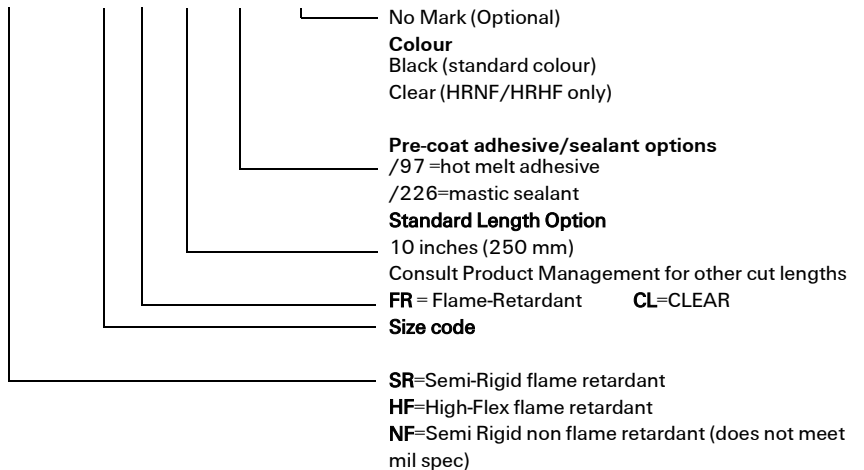 No Mark (Optional)
Colour
Black (standard colour)
Clear (HRNF/HRHF only)
Pre-coat adhesive/sealant options
/97 =hot melt adhesive
/226=mastic sealant
Standard Length Option
10 inches (250 mm)
Consult Product Management for other cut lengths
FR = Flame-Retardant CL=CLEAR
Size code
SR=Semi-Rigid flame retardant
HF=High-Flex flame retardant
NF=Semi Rigid non flame retardant (does not meet
mil spec)